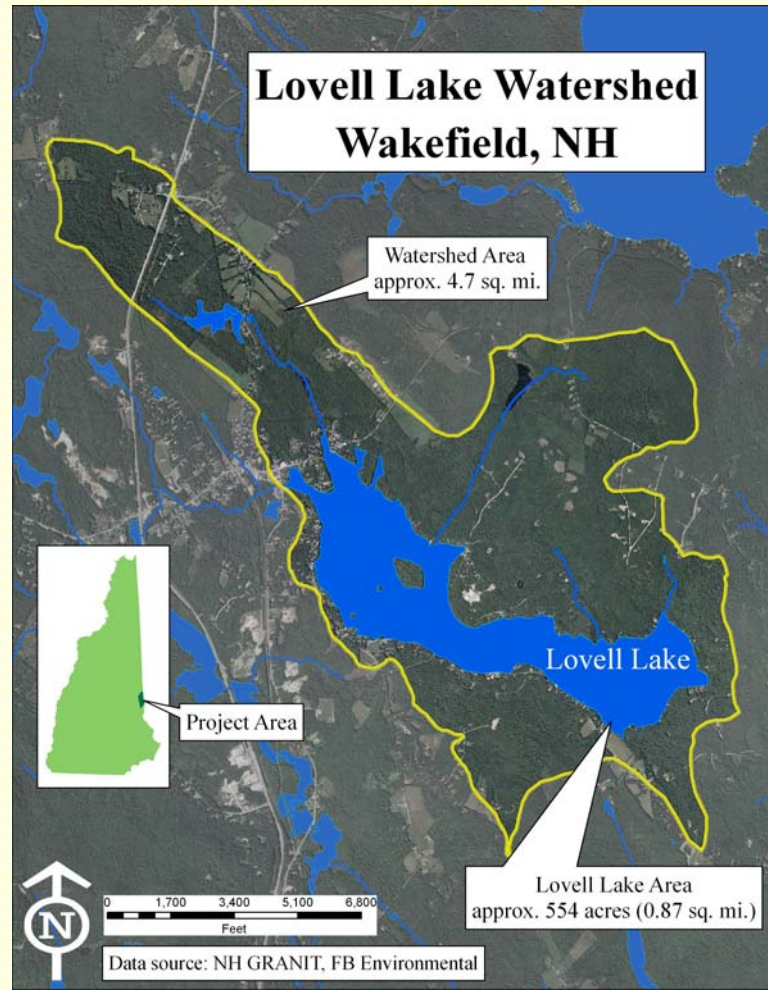 Lovell Lake Watershed
Wakefield, NH
Watershed Area
approx. 4.7 sq. mi.
Lovell Lake
Project Area
Lovell Lake Area
approx. 554 acres (0.87 sq. mi.)
N
0 1,700 3,400 5,100 6,800
Feet
Data source: NH GRANIT, FB Environmental